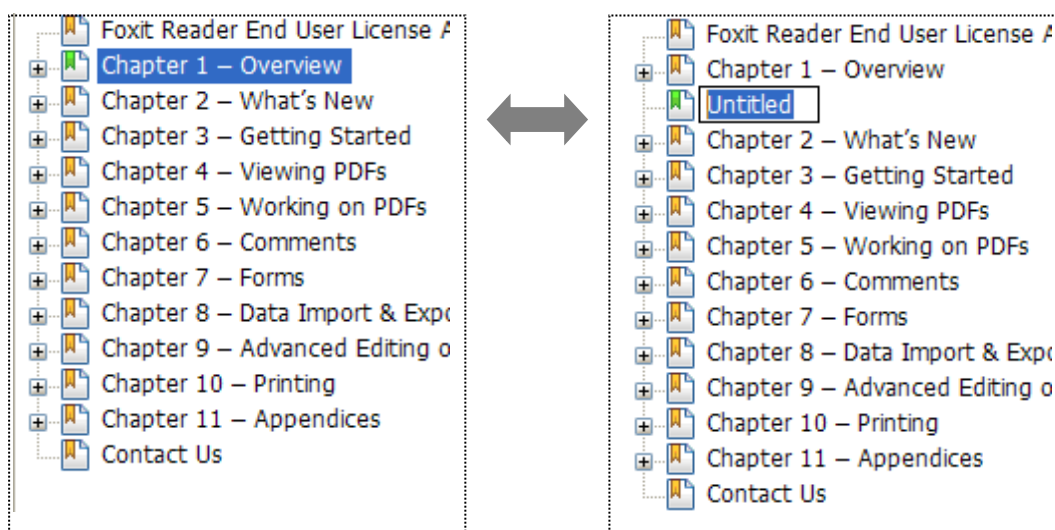 Foxit Reader End User License A
Chapter 1 – Overview
Chapter 2 – What's New
Chapter 3 – Getting Started
Chapter 4 – Viewing PDFs
Chapter 5 – Working on PDFs
Chapter 6 – Comments
Chapter 7 – Forms
Chapter 8 – Data Import & Expo
Chapter 9 – Advanced Editing o
Chapter 10 – Printing
Chapter 11 – Appendices
Contact Us
Foxit Reader End User License A
Chapter 1 – Overview
Untitled
Chapter 2 – What's New
Chapter 3 – Getting Started
Chapter 4 – Viewing PDFs
Chapter 5 – Working on PDFs
Chapter 6 – Comments
Chapter 7 – Forms
Chapter 8 – Data Import & Expo
Chapter 9 – Advanced Editing o
Chapter 10 – Printing
Chapter 11 – Appendices
Contact Us